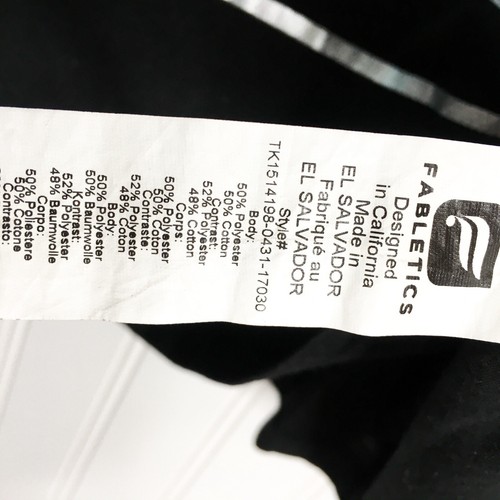 FABLETICS
Designed
in California
Made in
EL SALVADOR
Fabriqué au
EL SALVADOR
Style#
TK1514198-0431-17030
Body:
50% Polyester
50% Cotton
Contrast:
52% Polyester
48% Cotton
Corps:
50% Polyester
50% Coton
Contraste:
52% Polyester
48% Coton
Body:
50% Polyester
50% Baumwolle
Kontrast:
52% Polyester
48% Baumwolle
Corpo:
50% Poliestere
50% Cotone
Contrasto: